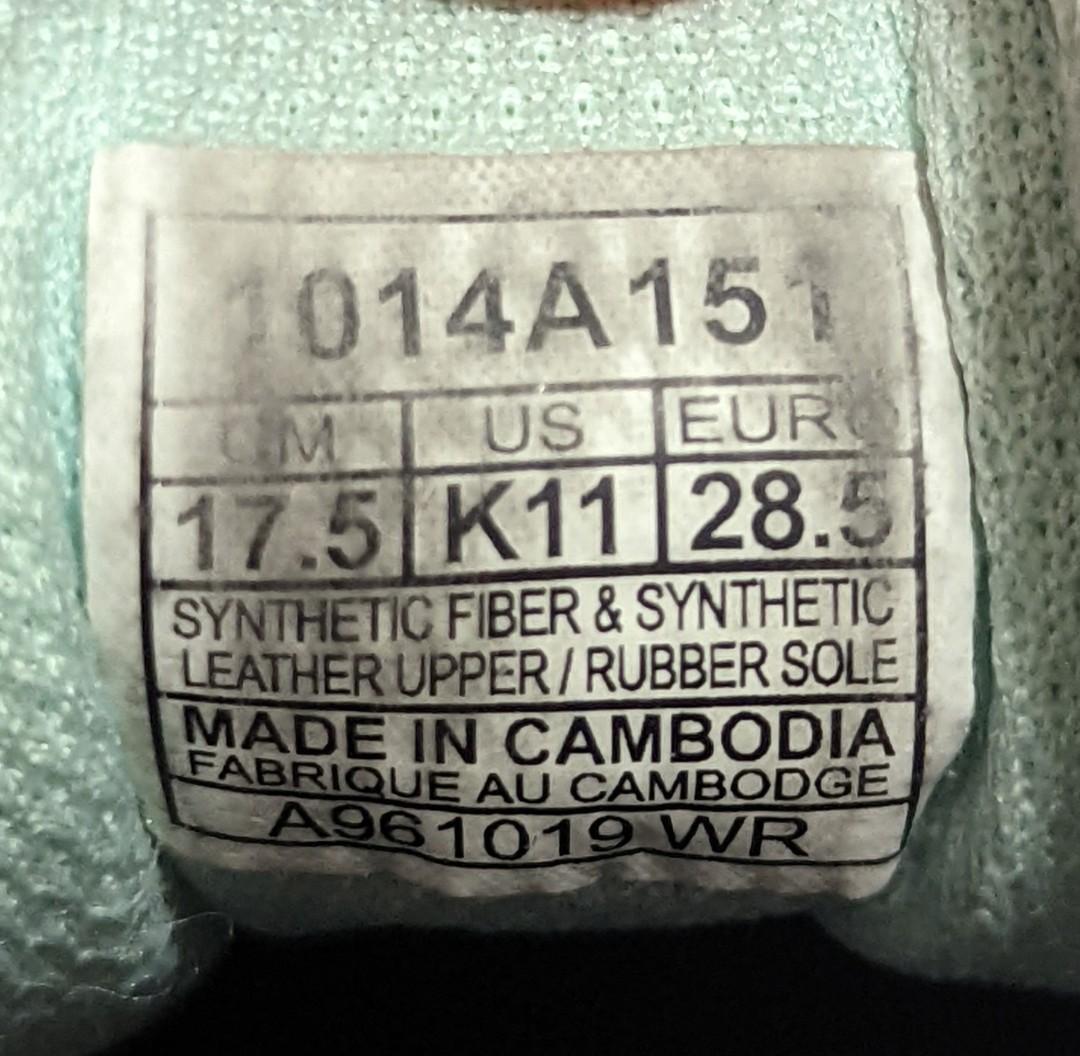 1014A151
CM US EURO
17.5 K11 28.5
SYNTHETIC FIBER & SYNTHETIC
LEATHER UPPER / RUBBER SOLE
MADE IN CAMBODIA
FABRIQUE AU CAMBODGE
A961019 WR